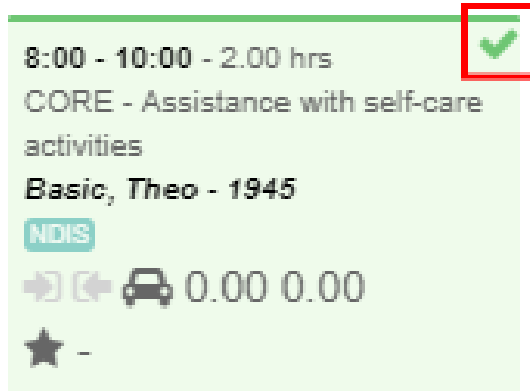 8:00 - 10:00 - 2.00 hrs
CORE - Assistance with self-care
activities
Basic, Theo - 1945
NDIS
0.00 0.00
-